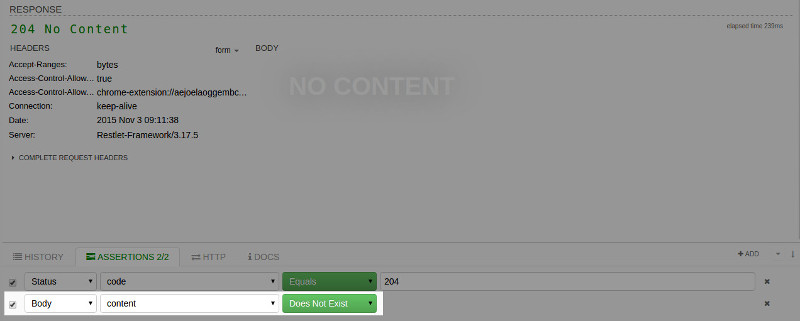 RESPONSE
204 No Content
elapsed time 239ms
HEADERS form BODY
Accept-Ranges: bytes
Access-Control-Allow... true
Access-Control-Allow... chrome-extension://aejoelaoggembc...
Connection: keep-alive
Date: 2015 Nov 3 09:11:38
Server: Restlet-Framework/3.17.5
NO CONTENT
COMPLETE REQUEST HEADERS
HISTORY ASSERTIONS 2/2 HTTP DOCS ADD
Status code Equals 204
Body content Does Not Exist